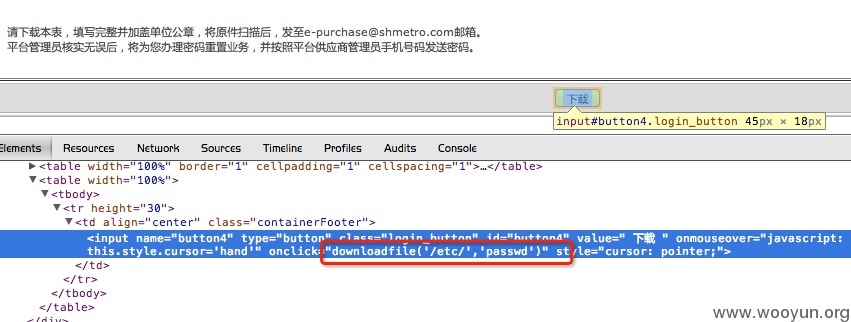 请下载本表，填写完整并加盖单位公章，将原件扫描后，发至e-purchase@shmetro.com邮箱。
平台管理员核实无误后，将为您办理密码重置业务，并按照平台供应商管理员手机号码发送密码。
下载
input#button4.login_button 45px × 18px
Elements Resources Network Sources Timeline Profiles Audits Console
▶<table width="100%" border="1" cellpadding="1" cellspacing="1">…</table>
▼<table width="100%">
▼<tbody>
▼<tr height="30">
▼<td align="center" class="containerFooter">
<input name="button4" type="button" class="login_button" id="button4" value=" 下载 " onmouseover="javascript:
this.style.cursor='hand'" onclick="downloadfile('/etc/','passwd')" style="cursor: pointer;">
</td>
</tr>
</tbody>
</table>
</div>
www.wooyun.org